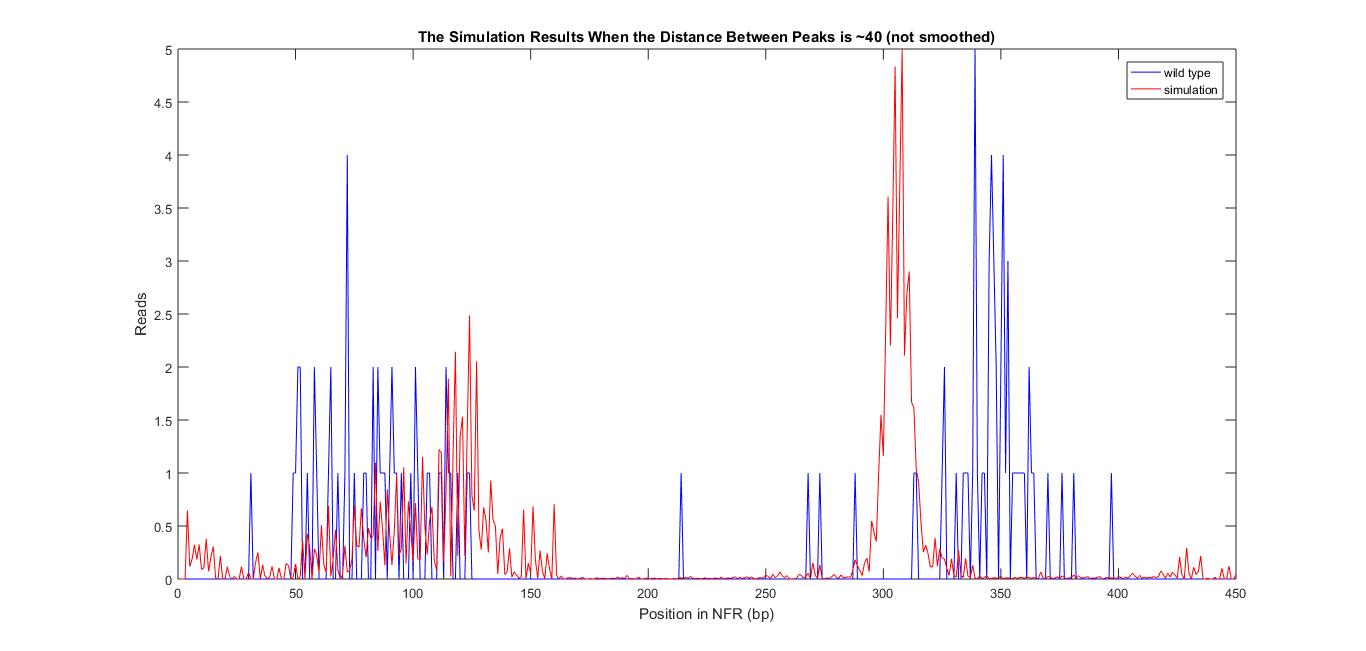 The Simulation Results When the Distance Between Peaks is ~40 (not smoothed)
wild type
simulation
Reads
5
4.5
4
3.5
3
2.5
2
1.5
1
0.5
0
0 50 100 150 200 250 300 350 400 450
Position in NFR (bp)